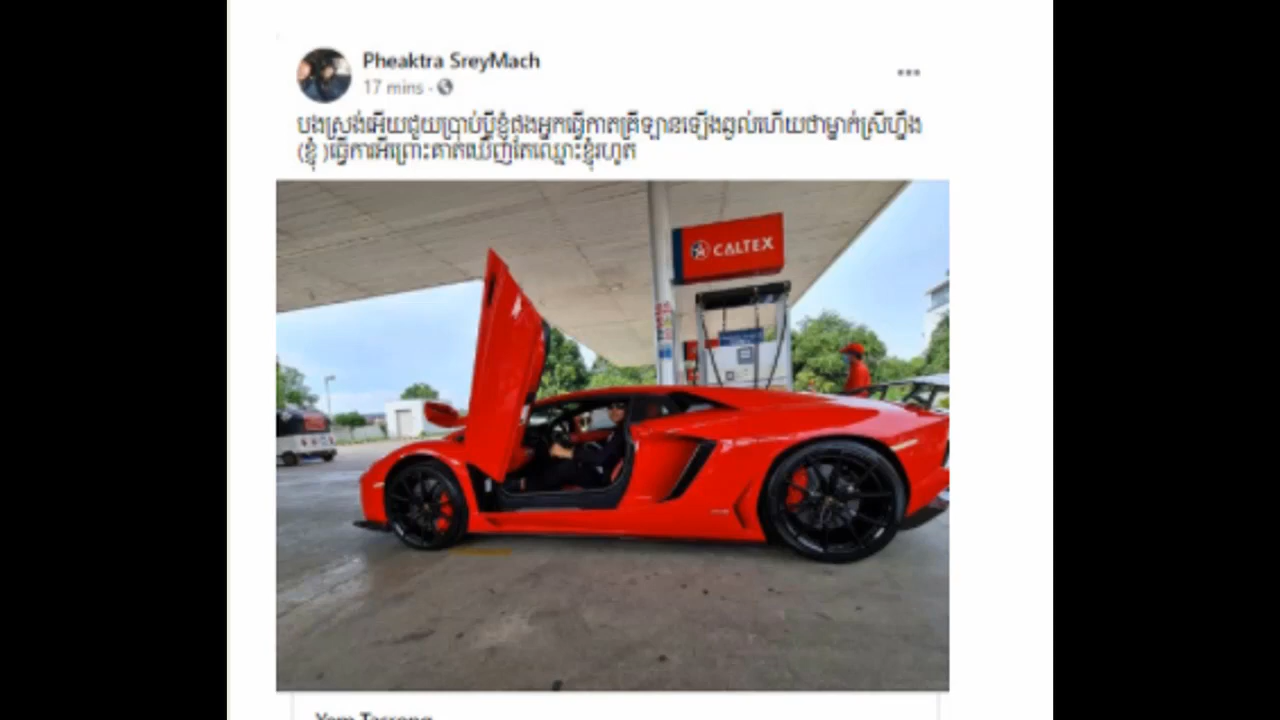 Pheaktra SreyMach
17 mins
បងស្រង់អើយជួយប្រាប់ប្តីខ្ញុំផងអ្នកធ្វើកាតគ្រីឡានឡើងឆ្ងល់ហើយថាម្នាក់ស្រីហ្នឹង
(ខ្ញុំ )ធ្វើការអីព្រោះគាត់ឃើញតែឈ្មោះខ្ញុំរហូត
CALTEX